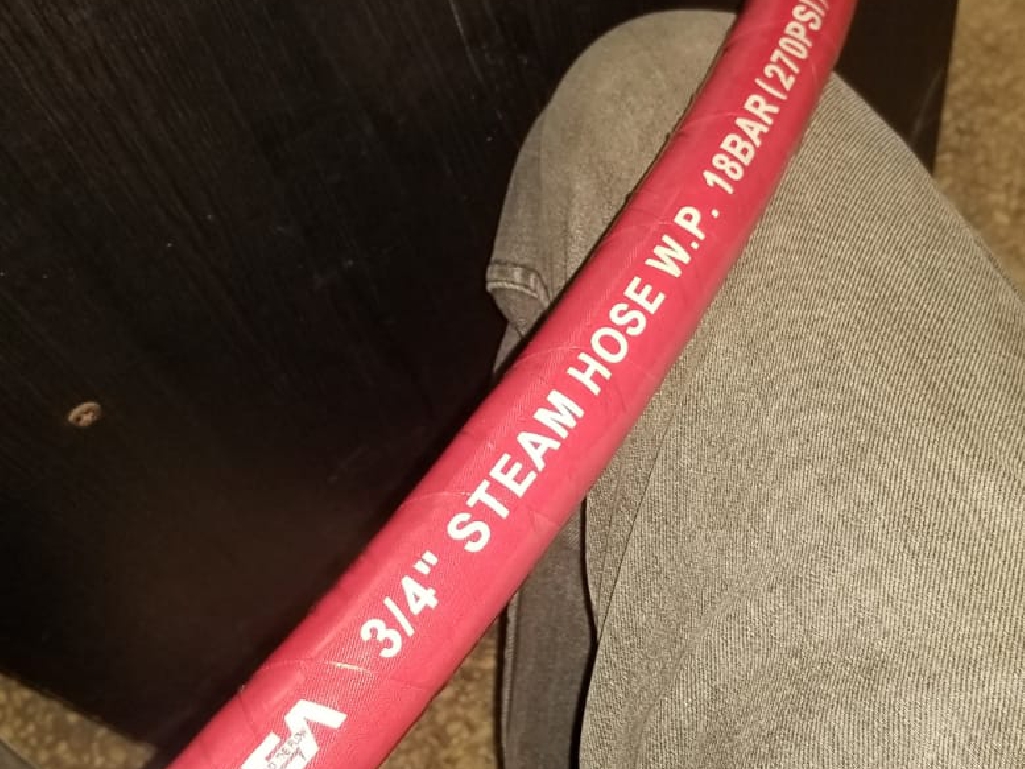 3/4" STEAM HOSE W.P. 18BAR(270PSI)